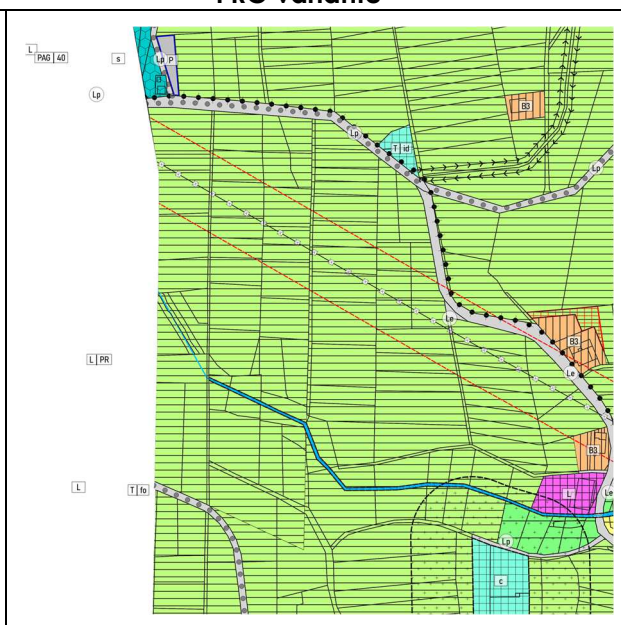 PRG variante
L
PAG | 40
s
Lp P
Lp
B3
Lp
T | id
Lp
Le
B3
L | PR
Le
B3
L
T | fo
L
Le
Lp
c